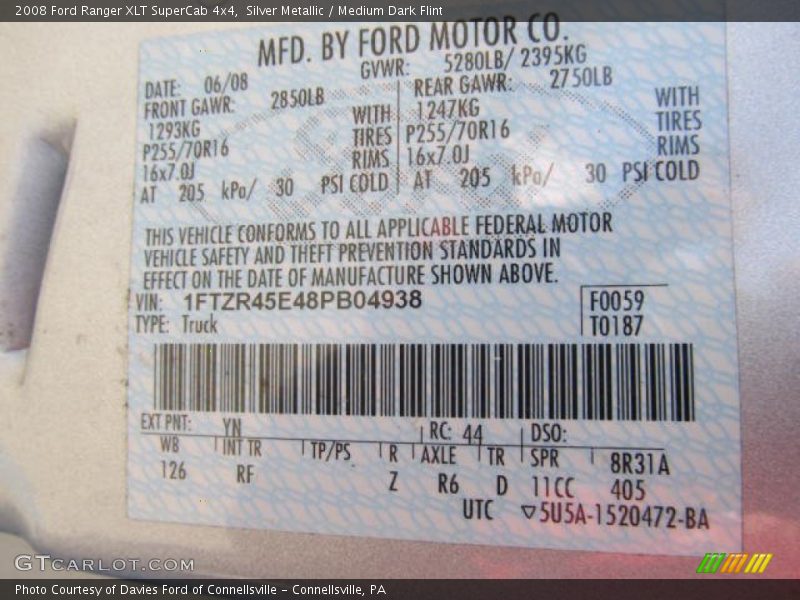 2008 Ford Ranger XLT SuperCab 4x4, Silver Metallic / Medium Dark Flint
MFD. BY FORD MOTOR CO.
DATE: 06/08 GVWR: 5280LB/ 2395KG
FRONT GAWR: 2850LB REAR GAWR: 2750LB
1293KG WITH 1247KG WITH
P255/70R16 TIRES P255/70R16 TIRES
16x7.0J RIMS 16x7.0J RIMS
AT 205 kPa/ 30 PSI COLD AT 205 kPa/ 30 PSI COLD
THIS VEHICLE CONFORMS TO ALL APPLICABLE FEDERAL MOTOR
VEHICLE SAFETY AND THEFT PREVENTION STANDARDS IN
EFFECT ON THE DATE OF MANUFACTURE SHOWN ABOVE.
VIN: 1FTZR45E48PB04938 F0059
TYPE: Truck T0187
EXT PNT: YN RC: 44 DSO:
WB INT TR TP/PS R AXLE TR SPR 8R31A
126 RF Z R6 D 11CC 405
UTC ▽5U5A-1520472-BA
GTCARLOT.COM
Photo Courtesy of Davies Ford of Connellsville - Connellsville, PA